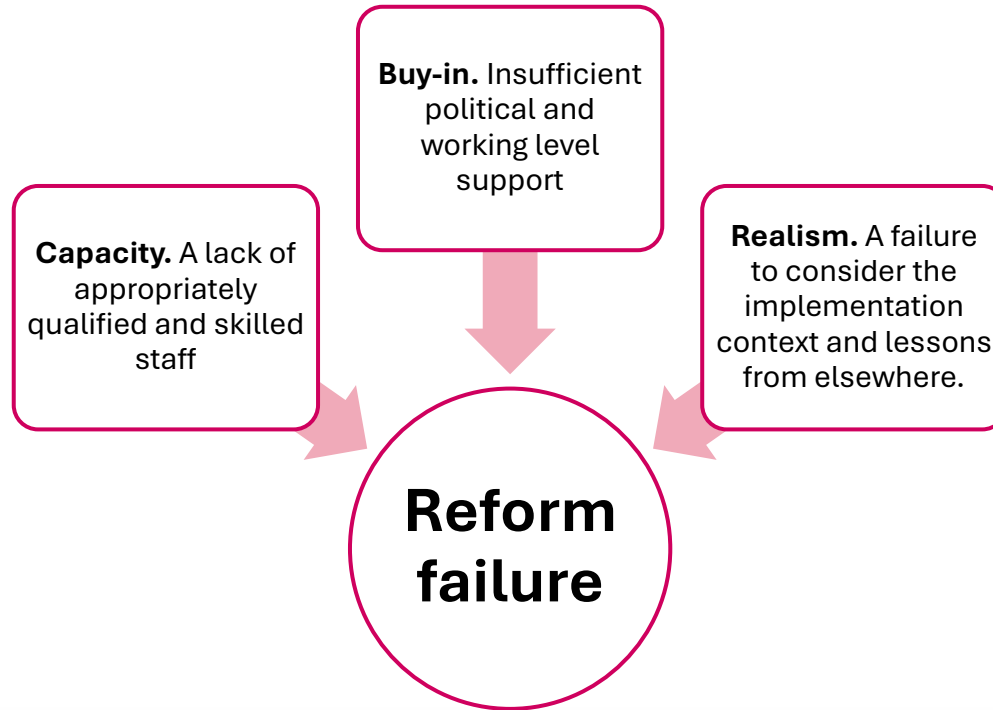 Buy-in. Insufficient
political and
working level
support
Capacity. A lack of
appropriately
qualified and skilled
staff
Realism. A failure
to consider the
implementation
context and lessons
from elsewhere.
Reform
failure